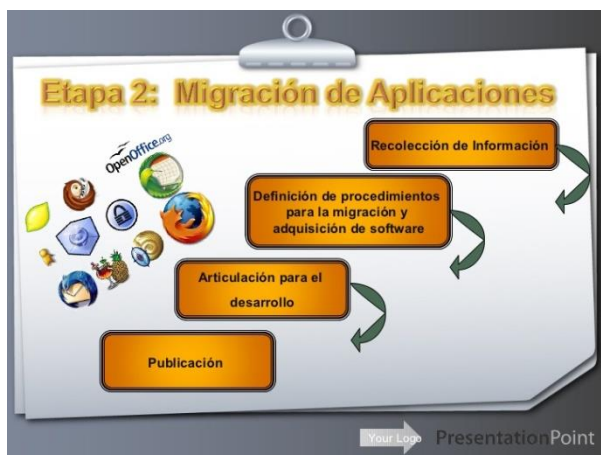 Etapa 2: Migración de Aplicaciones
OpenOffice.org
Recolección de Información
Definición de procedimientos
para la migración y
adquisición de software
Articulación para el
desarrollo
Publicación
Your Logo
PresentationPoint